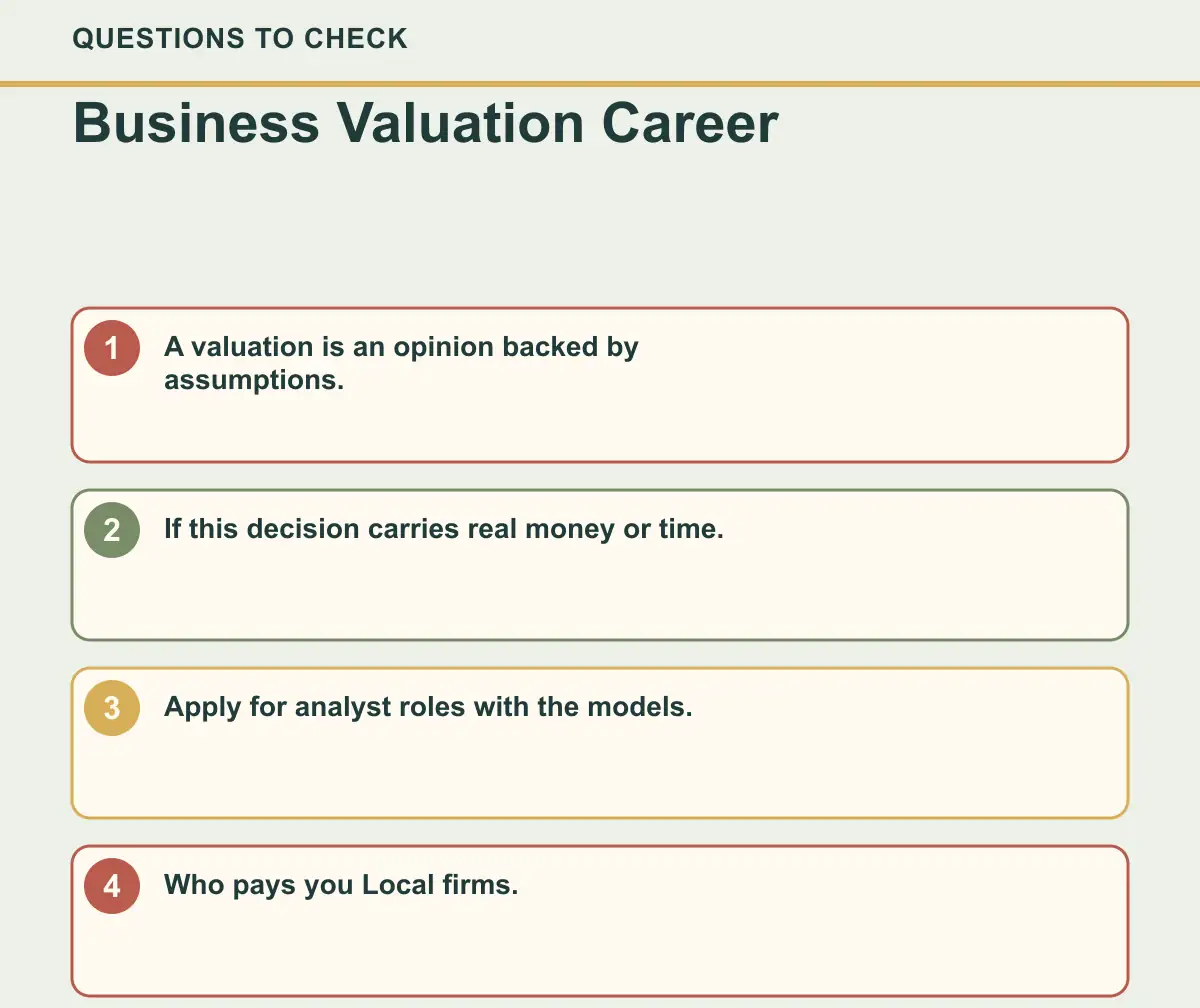 QUESTIONS TO CHECK
Business Valuation Career
1
A valuation is an opinion backed by
assumptions.
2
If this decision carries real money or time.
3
Apply for analyst roles with the models.
4
Who pays you Local firms.